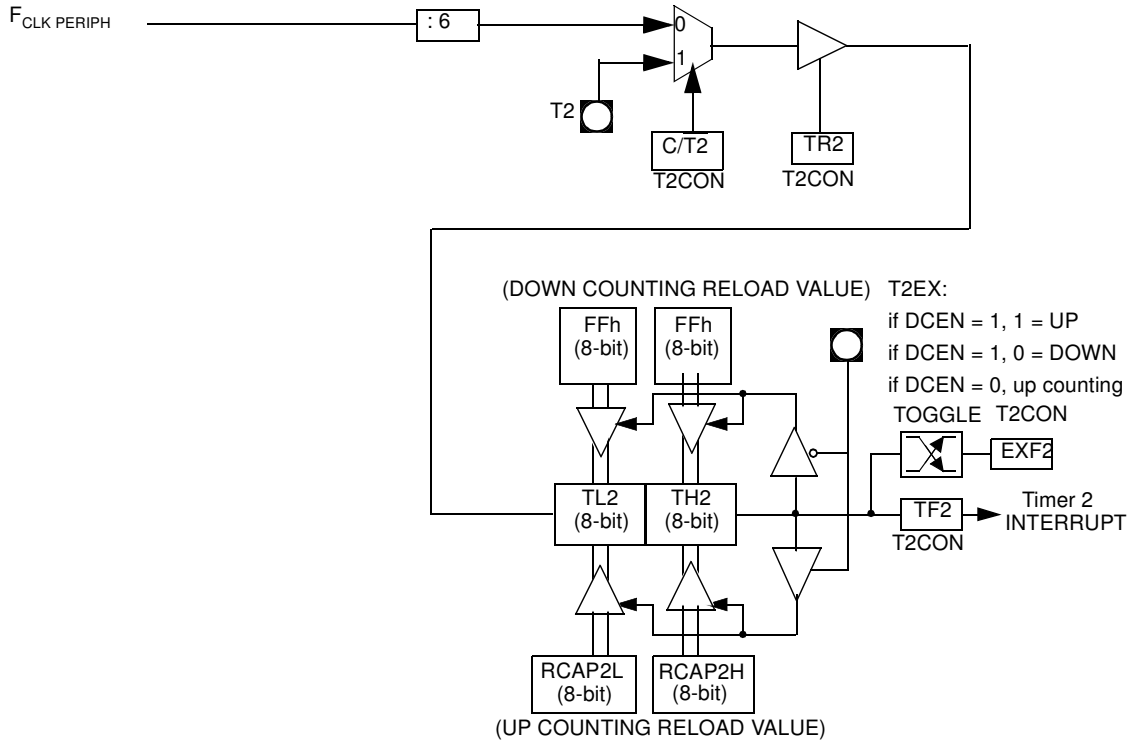 FCLK PERIPH
: 6
0
1
T2
C/T2
T2CON
TR2
T2CON
(DOWN COUNTING RELOAD VALUE)
T2EX:
if DCEN = 1, 1 = UP
if DCEN = 1, 0 = DOWN
if DCEN = 0, up counting
FFh
(8-bit)
FFh
(8-bit)
TOGGLE
T2CON
EXF2
TL2
(8-bit)
TH2
(8-bit)
TF2
T2CON
Timer 2
INTERRUPT
RCAP2L
(8-bit)
RCAP2H
(8-bit)
(UP COUNTING RELOAD VALUE)